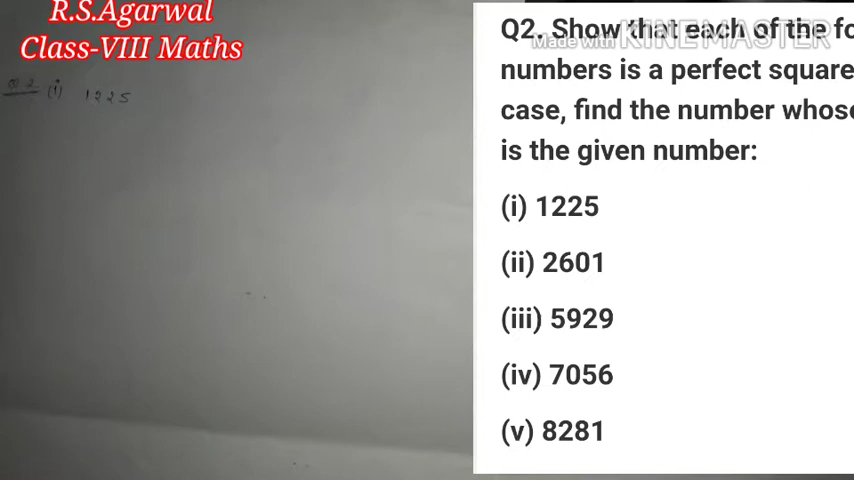 R.S.Agarwal
Class-VIII Maths
Q.2 (i) 1225
Made with KINEMASTER
Q2. Show that each of the fo
numbers is a perfect square
case, find the number whose
is the given number:
(i) 1225
(ii) 2601
(iii) 5929
(iv) 7056
(v) 8281